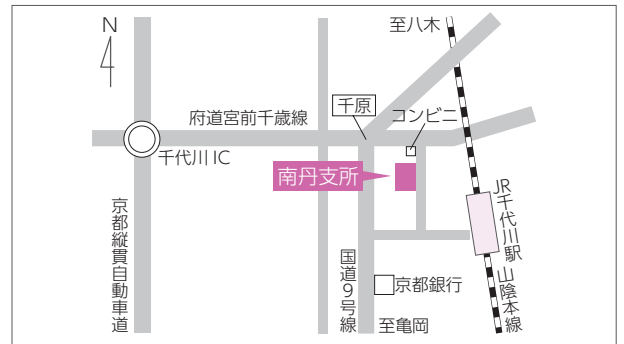 N
至八木
千原
コンビニ
府道宮前千歳線
千代川IC
南丹支所
JR千代川駅
京都縦貫自動車道
国道9号線
京都銀行
山陰本線
至亀岡